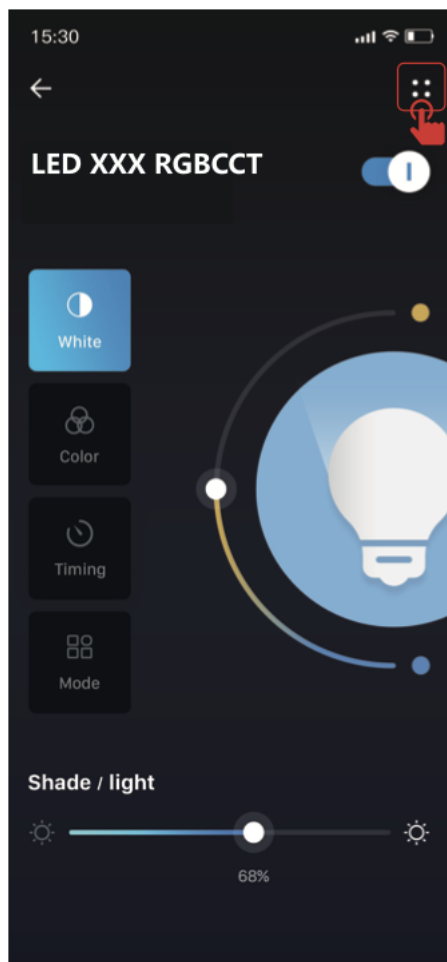 15:30
LED XXX RGBCCT
White
Color
Timing
Mode
Shade / light
68%